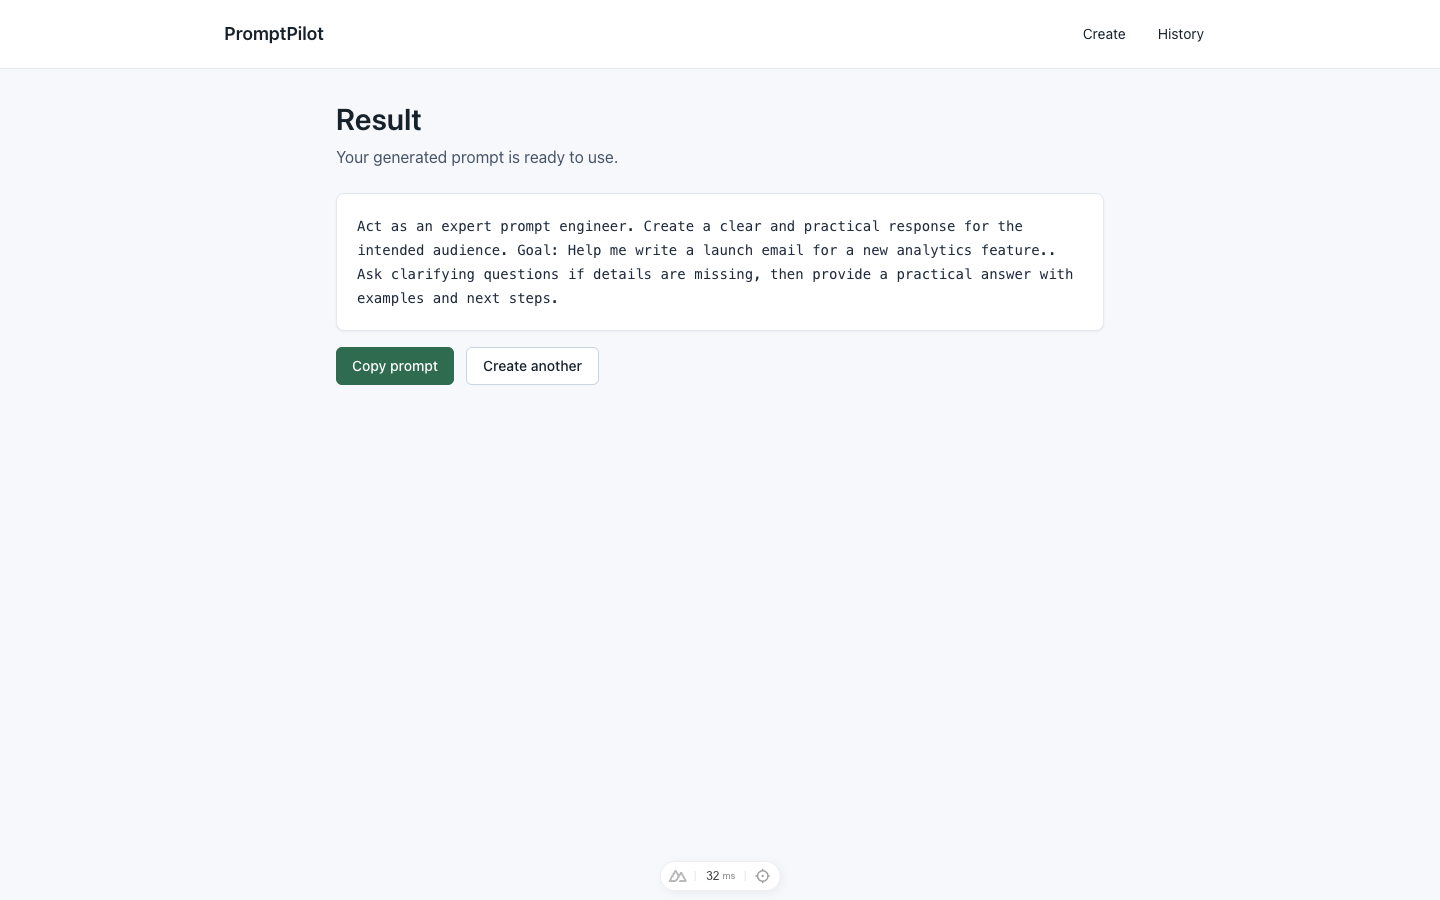 PromptPilot
Create
History
Result
Your generated prompt is ready to use.
Act as an expert prompt engineer. Create a clear and practical response for the
intended audience. Goal: Help me write a launch email for a new analytics feature..
Ask clarifying questions if details are missing, then provide a practical answer with
examples and next steps.
Copy prompt
Create another
32 ms